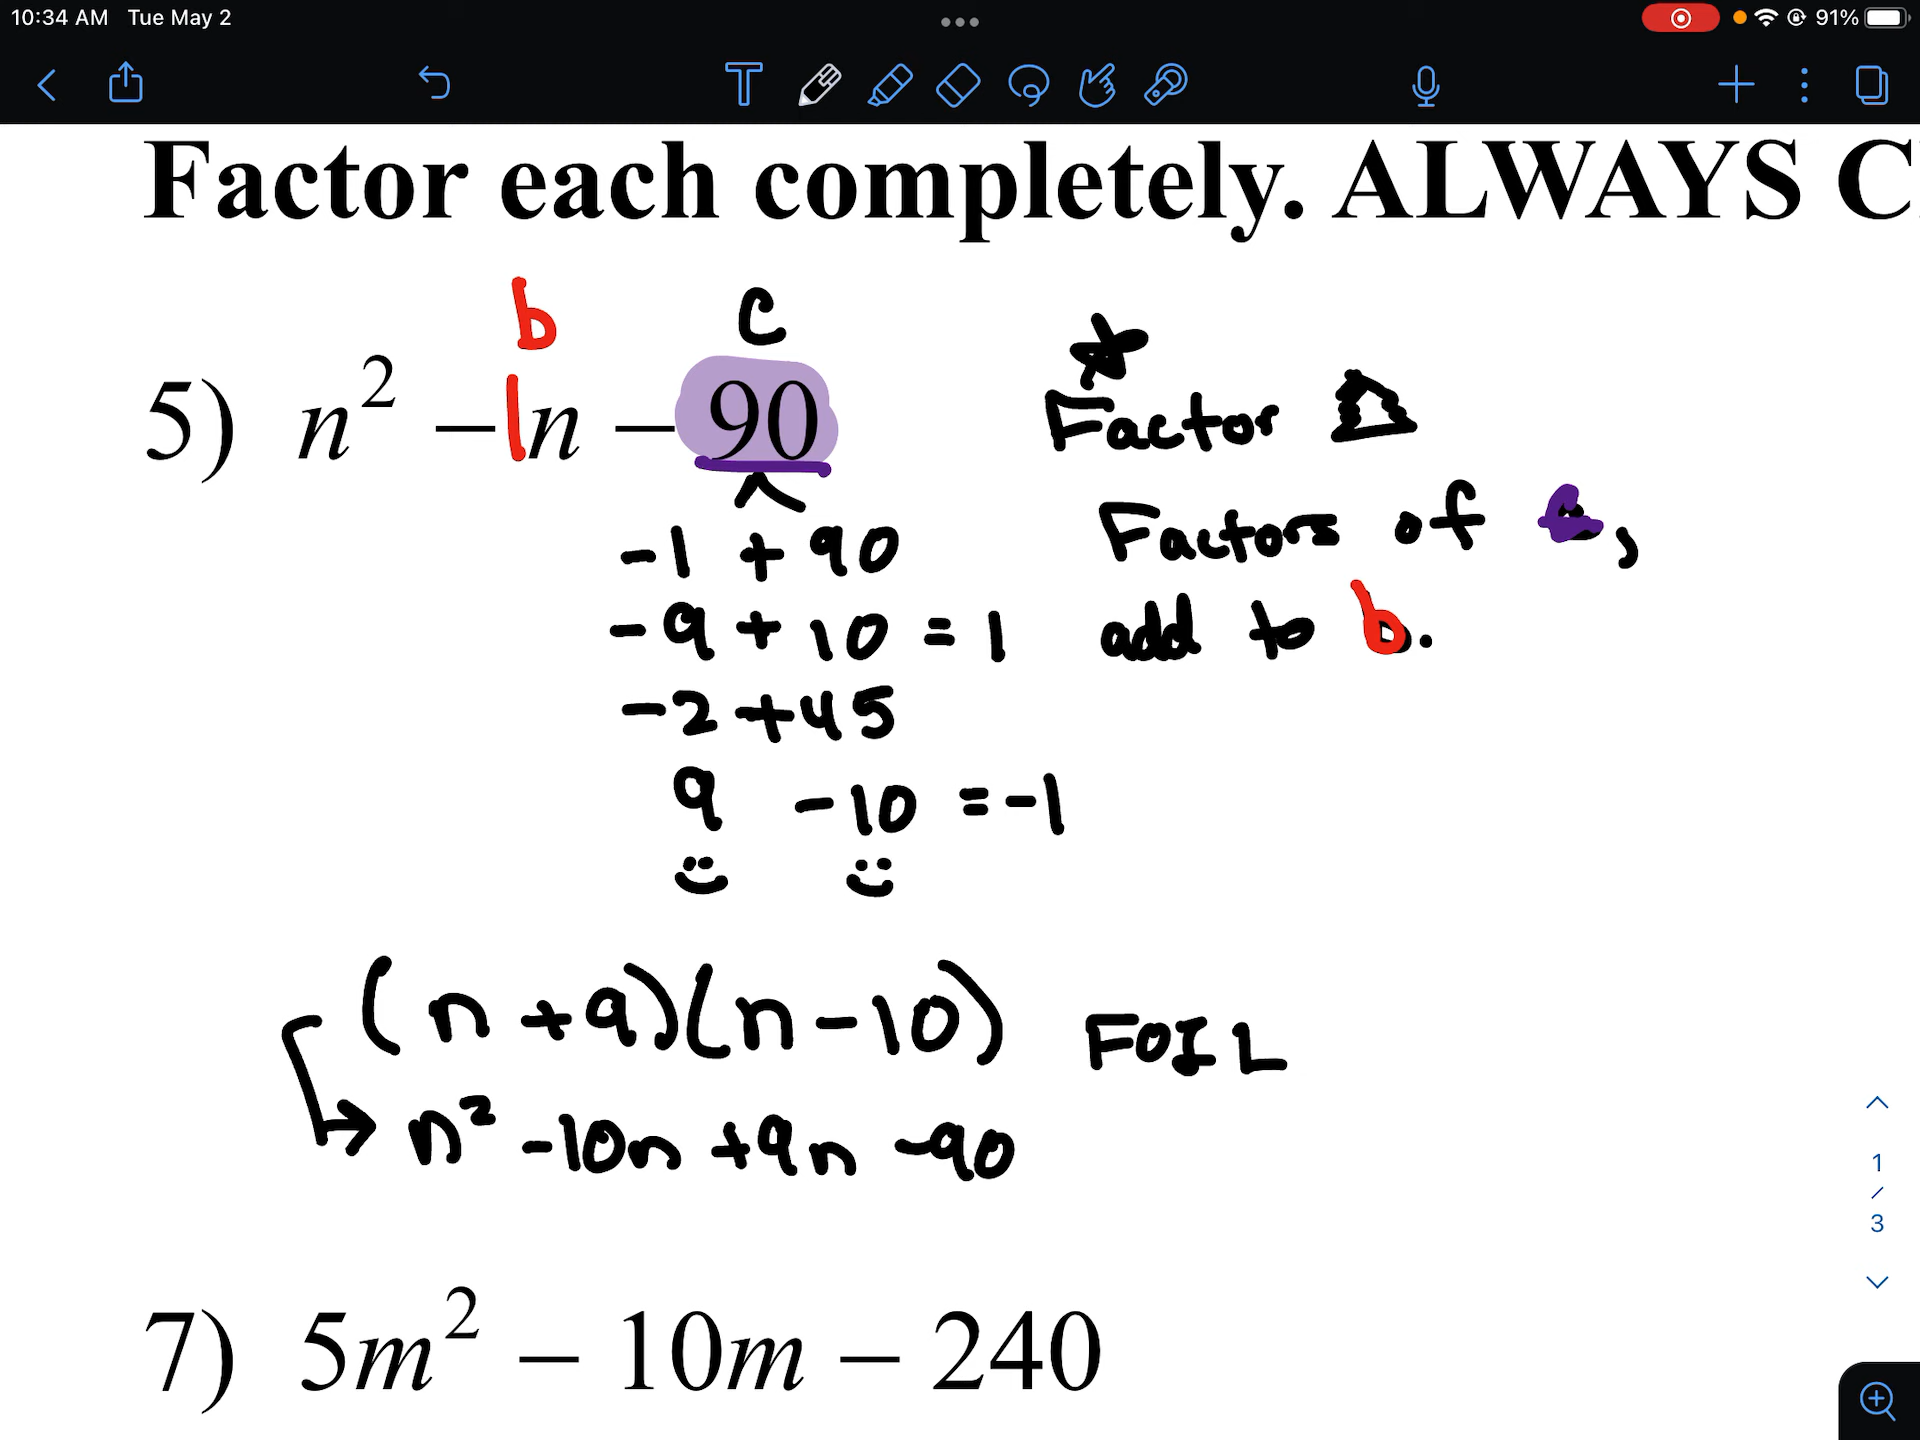 10:34 AM Tue May 2
91%
T
Factor each completely. ALWAYS C
b c
5) n² − 1n − 90
Factor
-1 + 90
Factors of c,
-9 + 10 = 1
add to b.
-2 + 45
9 -10 = -1
(n + 9)(n - 10) FOIL
n² -10n +9n -90
1
/
3
7) 5m² − 10m − 240